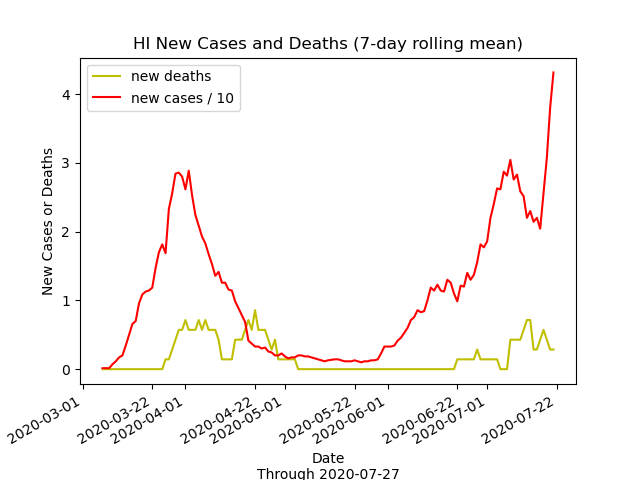 HI New Cases and Deaths (7-day rolling mean)
new deaths
new cases / 10
New Cases or Deaths
4
3
2
1
0
2020-03-01
2020-03-22
2020-04-01
2020-04-22
2020-05-01
2020-05-22
2020-06-01
2020-06-22
2020-07-01
2020-07-22
Date
Through 2020-07-27